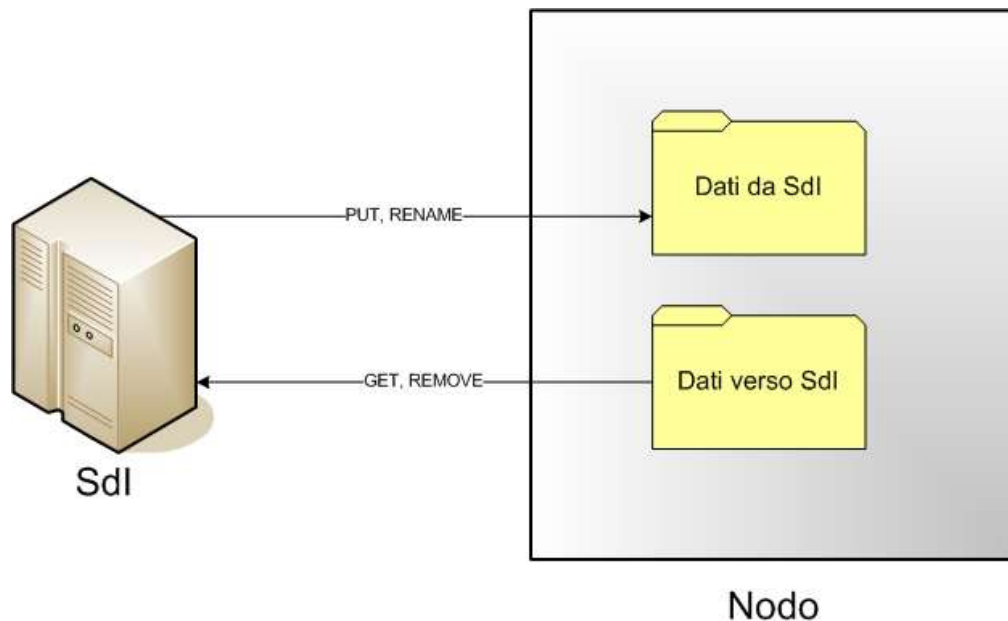 Dati da SdI
PUT, RENAME
Dati verso SdI
GET, REMOVE
SdI
Nodo